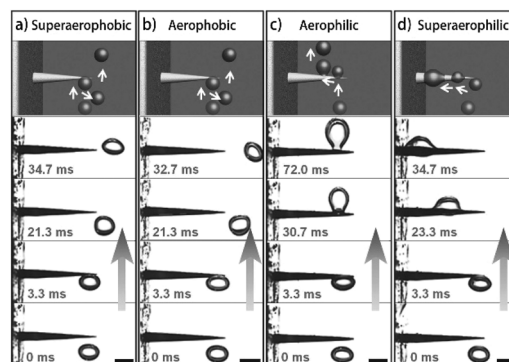 a) Superaerophobic
b) Aerophobic
c) Aerophilic
d) Superaerophilic
34.7 ms
32.7 ms
72.0 ms
34.7 ms
21.3 ms
21.3 ms
30.7 ms
23.3 ms
3.3 ms
3.3 ms
3.3 ms
3.3 ms
0 ms
0 ms
0 ms
0 ms